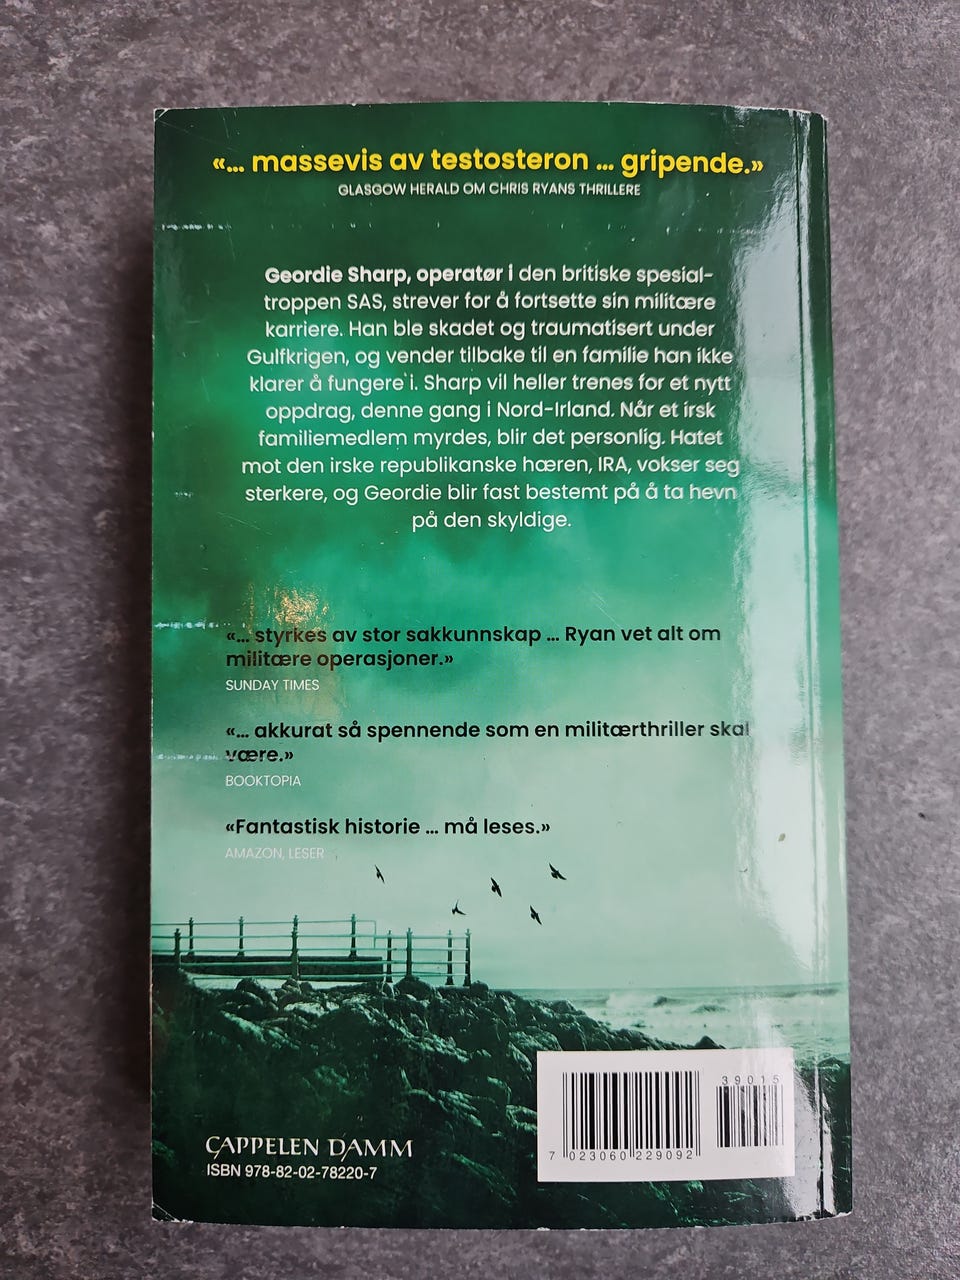 «... massevis av testosteron ... gripende.»
GLASGOW HERALD OM CHRIS RYANS THRILLERE
Geordie Sharp, operatør i den britiske spesial-
troppen SAS, strever for å fortsette sin militære
karriere. Han ble skadet og traumatisert under
Gulfkrigen, og vender tilbake til en familie han ikke
klarer å fungere i. Sharp vil heller trenes for et nytt
oppdrag, denne gang i Nord-Irland. Når et irsk
familiemedlem myrdes, blir det personlig. Hatet
mot den irske republikanske hæren, IRA, vokser seg
sterkere, og Geordie blir fast bestemt på å ta hevn
på den skyldige.
«... styrkes av stor sakkunnskap ... Ryan vet alt om
militære operasjoner.»
SUNDAY TIMES
«... akkurat så spennende som en militærthriller skal
være.»
BOOKTOPIA
«Fantastisk historie ... må leses.»
AMAZON, LESER
39015
7 023060 229092
CAPPELEN DAMM
ISBN 978-82-02-78220-7